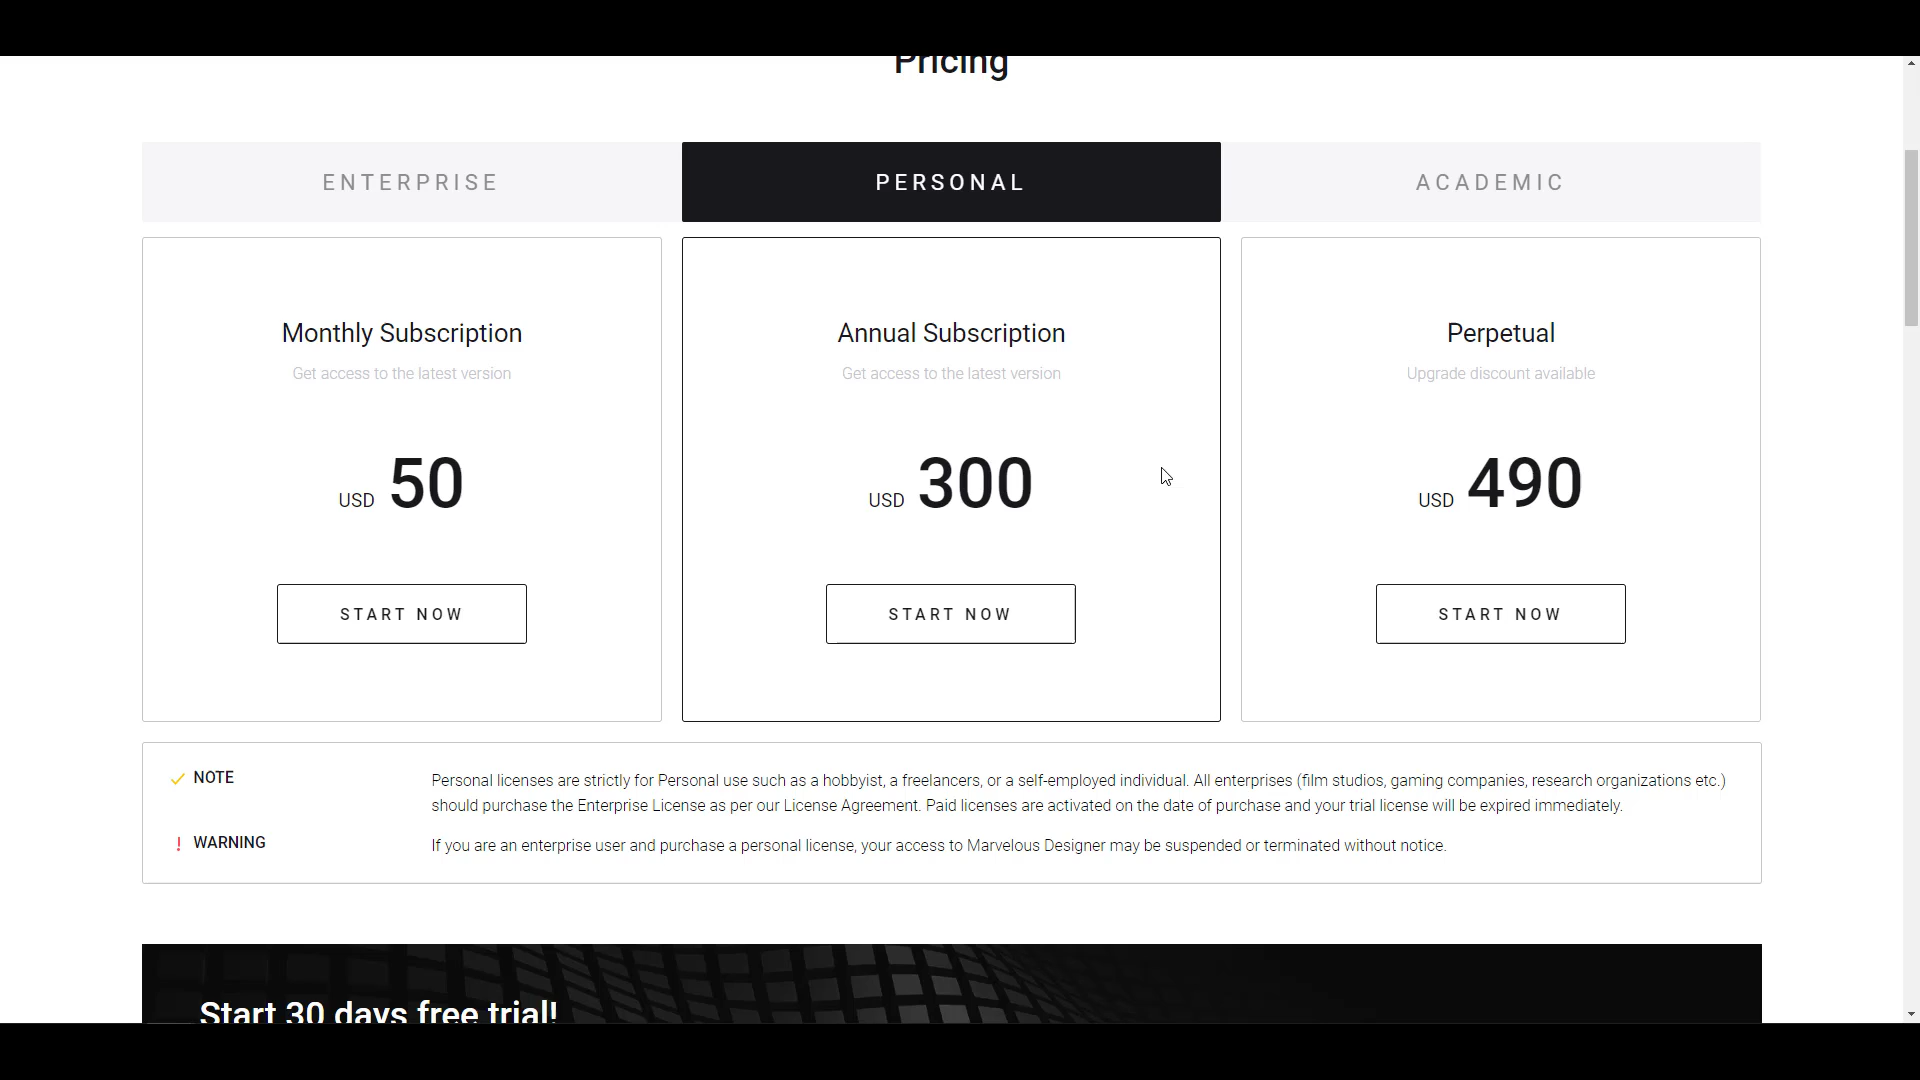 Pricing
ENTERPRISE
PERSONAL
ACADEMIC
Monthly Subscription
Get access to the latest version
USD 50
START NOW
Annual Subscription
Get access to the latest version
USD 300
START NOW
Perpetual
Upgrade discount available
USD 490
START NOW
NOTE
Personal licenses are strictly for Personal use such as a hobbyist, a freelancers, or a self-employed individual. All enterprises (film studios, gaming companies, research organizations etc.)
should purchase the Enterprise License as per our License Agreement. Paid licenses are activated on the date of purchase and your trial license will be expired immediately.
! WARNING
If you are an enterprise user and purchase a personal license, your access to Marvelous Designer may be suspended or terminated without notice.
Start 30 days free trial!